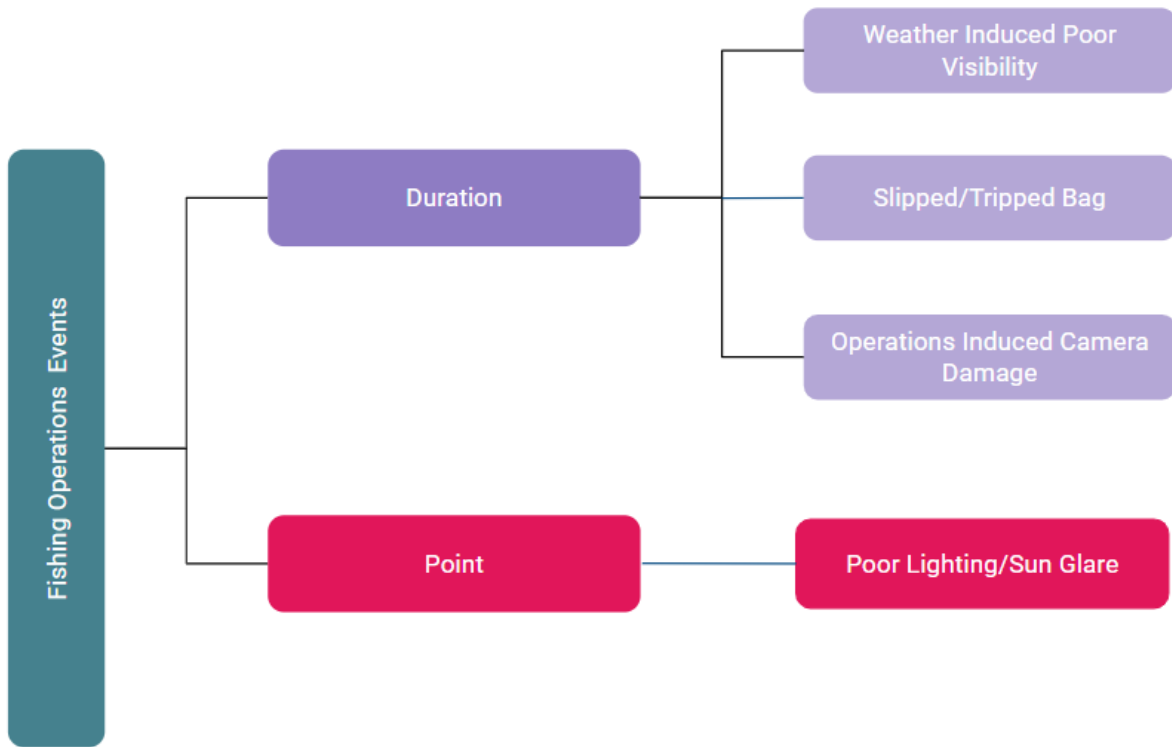 Weather Induced Poor
Visibility
Duration
Slipped/Tripped Bag
Fishing Operations Events
Operations Induced Camera
Damage
Point
Poor Lighting/Sun Glare